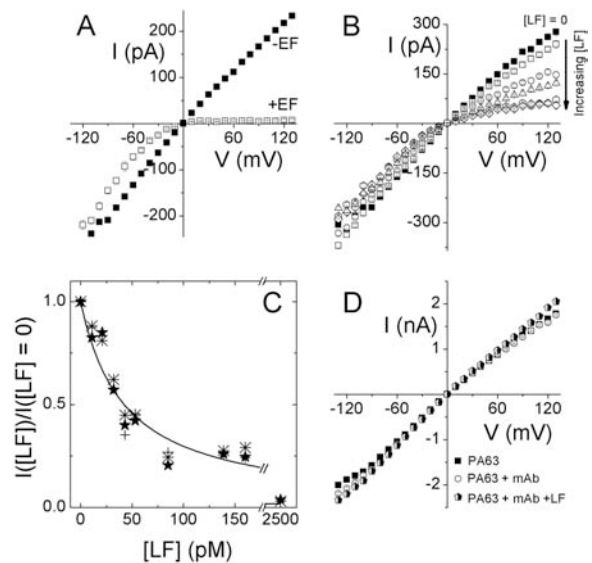 A
I (pA)
200
100
-EF
+EF
-120 -60 60 120
V (mV)
-100
-200
B
I (pA)
[LF] = 0
Increasing [LF]
300
150
-120 -60 60 120
V (mV)
-150
-300
C
I([LF])/I([LF] = 0)
1.0
0.5
0.0
0 50 100 150 2500
[LF] (pM)
D
I (nA)
2
1
-120 -60 60 120
V (mV)
-1
-2
PA63
PA63 + mAb
PA63 + mAb +LF